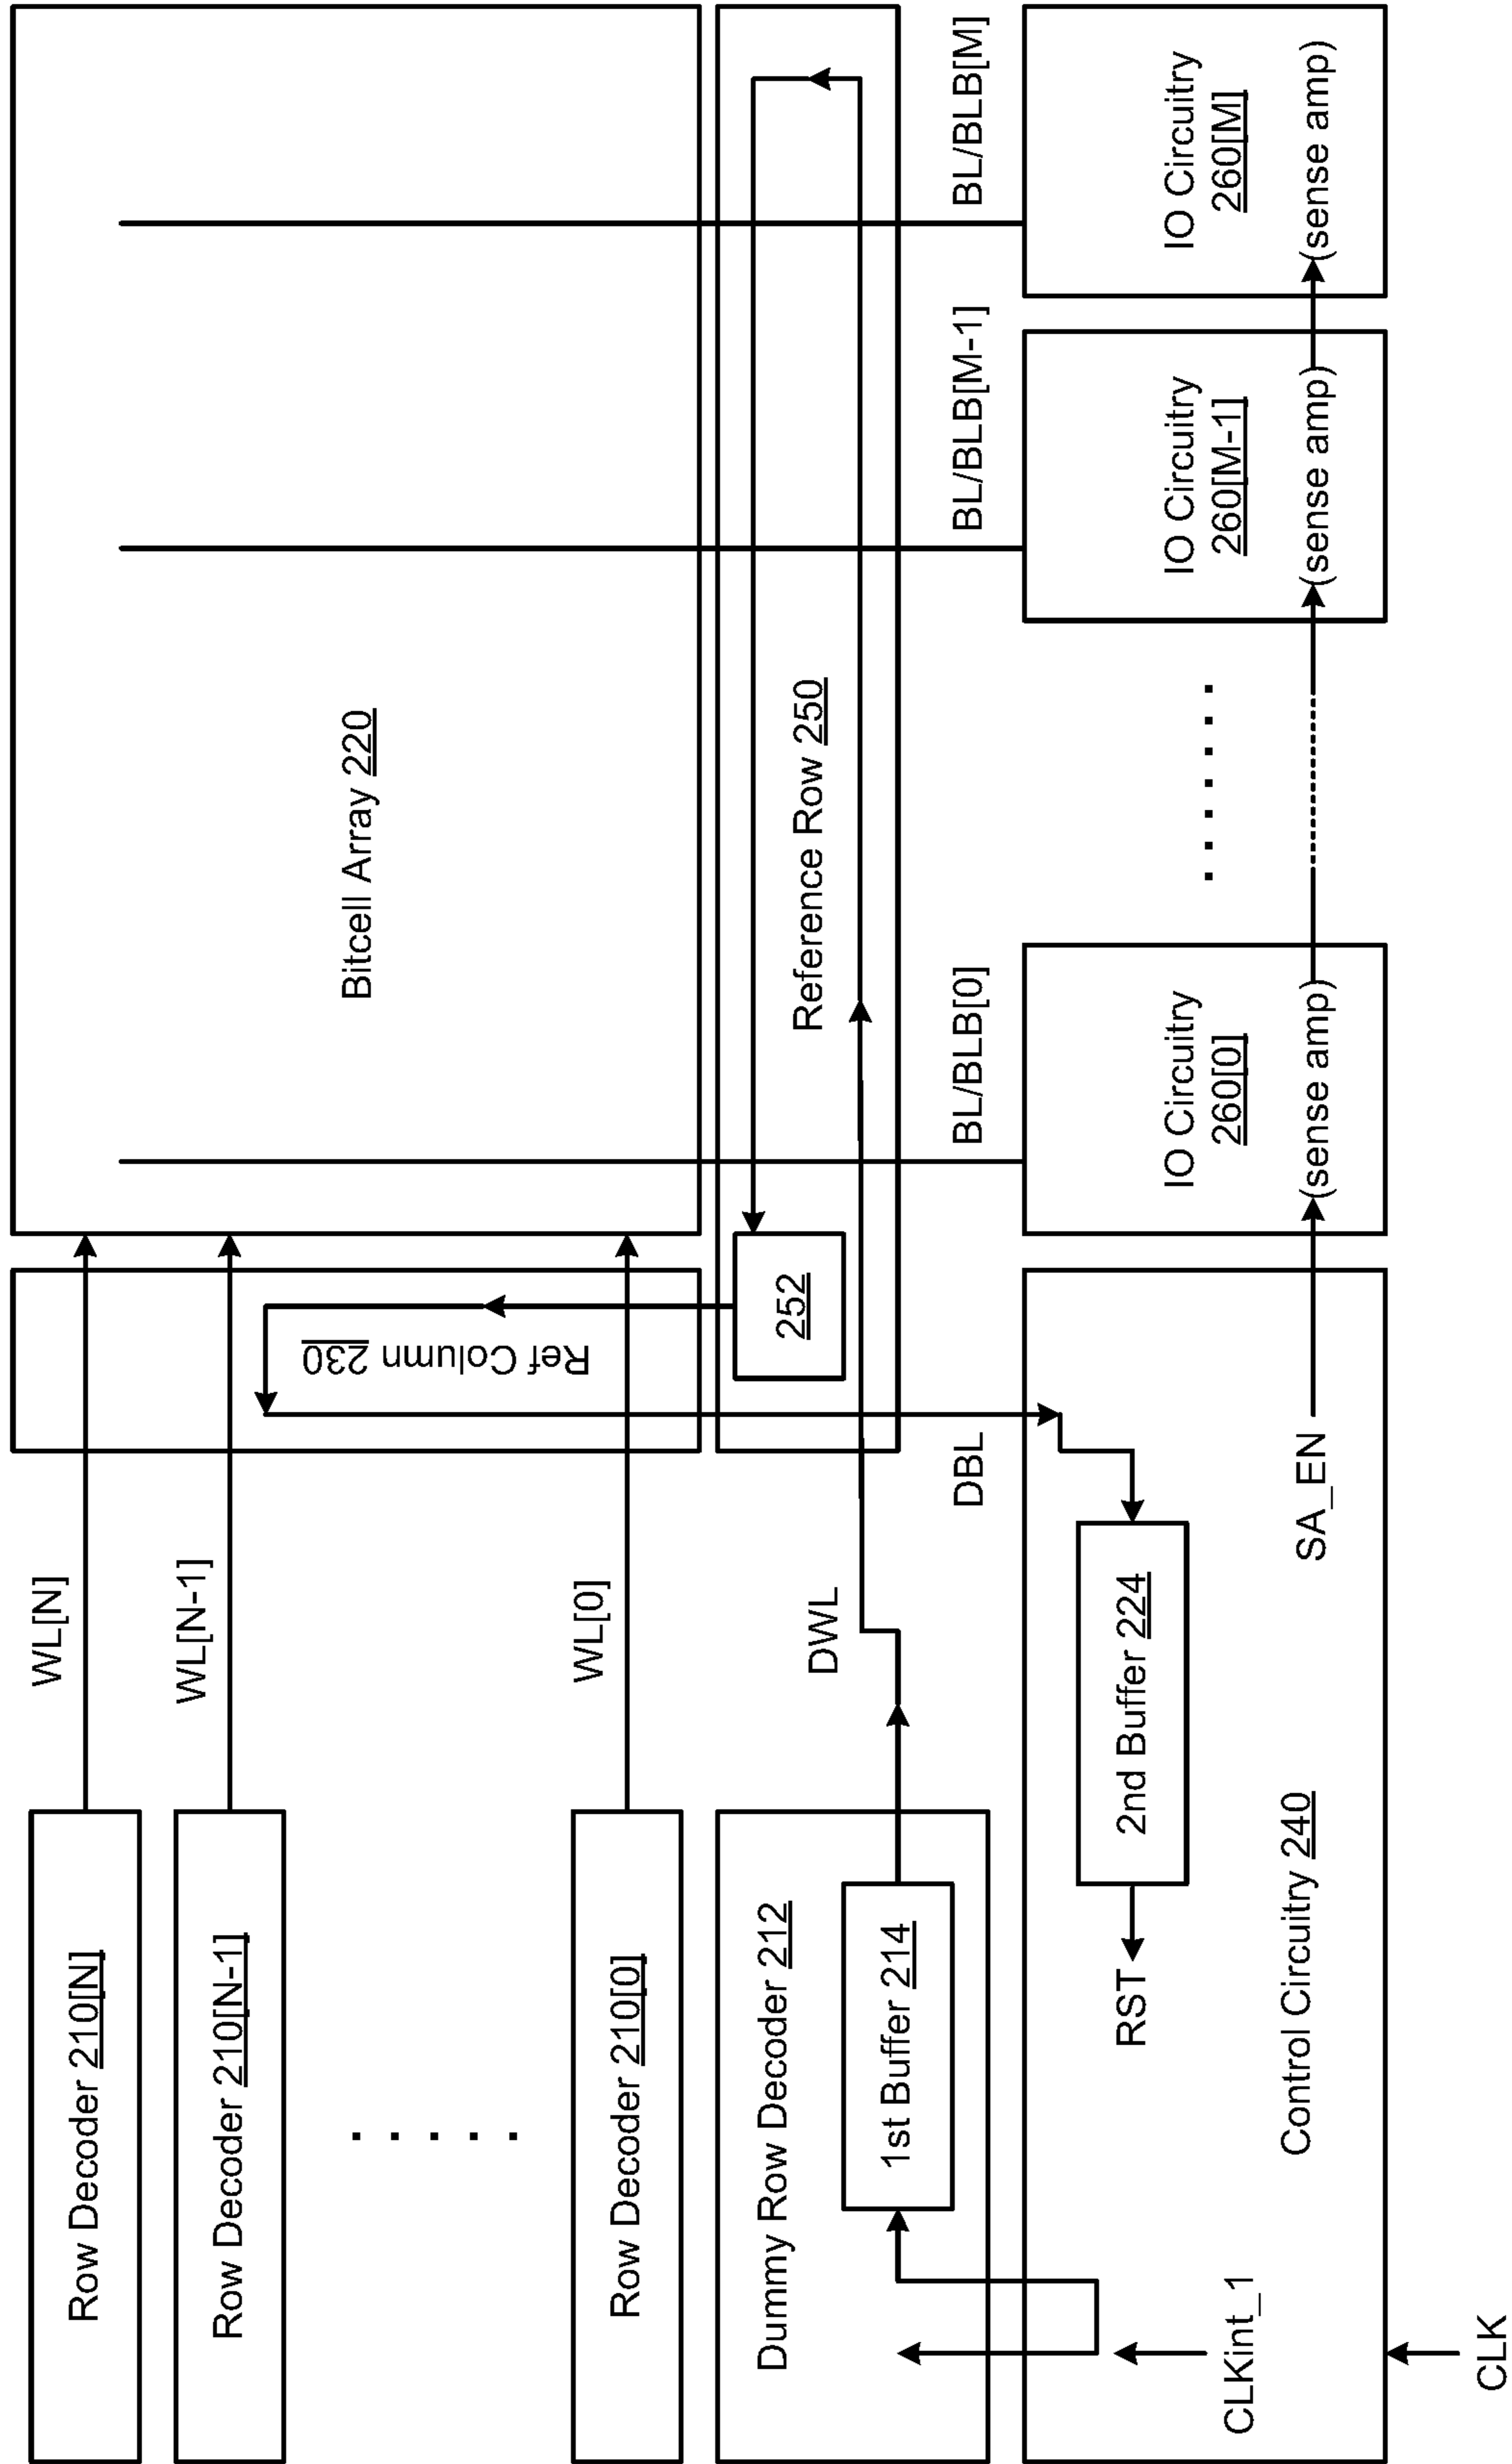 Row Decoder 210[N]
WL[N]
Row Decoder 210[N-1]
WL[N-1]
. . . . .
Row Decoder 210[0]
WL[0]
Bitcell Array 220
Ref Column 230
Dummy Row Decoder 212
1st Buffer 214
DWL
252
Reference Row 250
DBL
BL/BLB[0]
BL/BLB[M-1]
BL/BLB[M]
CLKint_1
RST
2nd Buffer 224
Control Circuitry 240
SA_EN
CLK
IO Circuitry
260[0]
(sense amp)
. . . . . . .
IO Circuitry
260[M-1]
(sense amp)
IO Circuitry
260[M]
(sense amp)